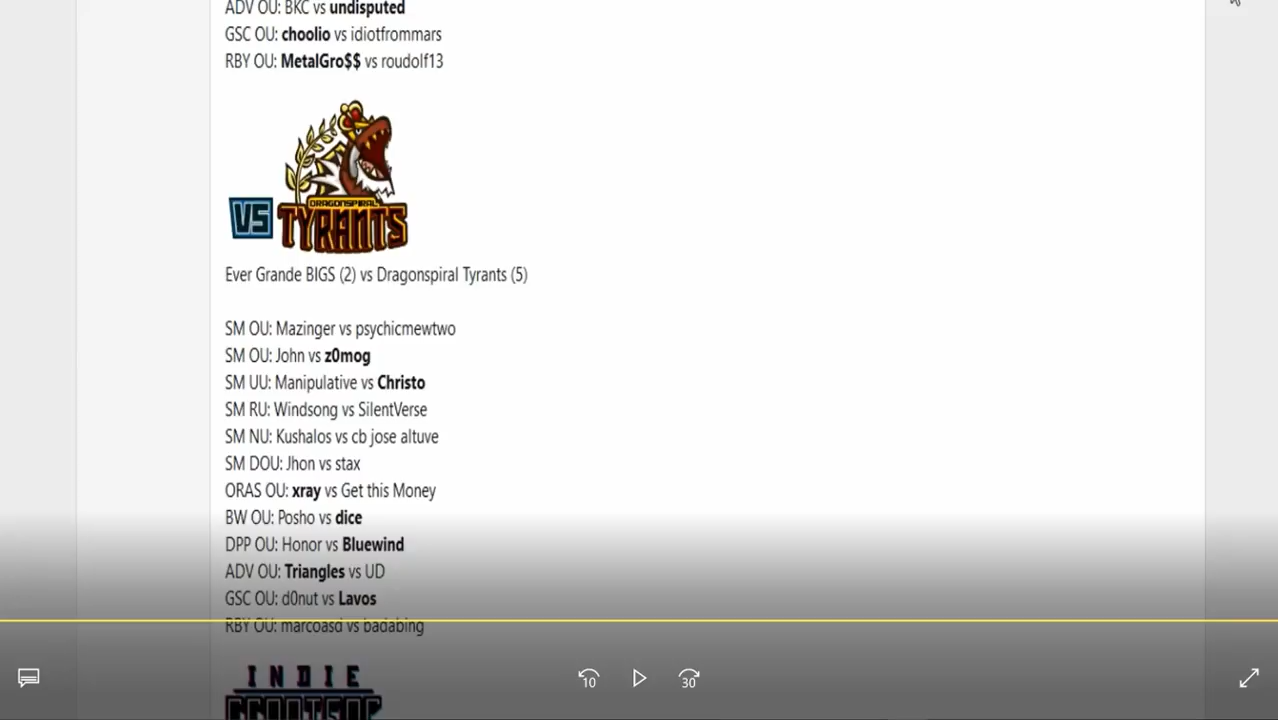 ADV OU: BKC vs undisputed
GSC OU: choolio vs idiotfrommars
RBY OU: MetalGro$$ vs roudolf13
VS
DRAGONSPIRAL
TYRANTS
Ever Grande BIGS (2) vs Dragonspiral Tyrants (5)
SM OU: Mazinger vs psychicmewtwo
SM OU: John vs z0mog
SM UU: Manipulative vs Christo
SM RU: Windsong vs SilentVerse
SM NU: Kushalos vs cb jose altuve
SM DOU: Jhon vs stax
ORAS OU: xray vs Get this Money
BW OU: Posho vs dice
DPP OU: Honor vs Bluewind
ADV OU: Triangles vs UD
GSC OU: d0nut vs Lavos
RBY OU: marcoasd vs badabing
INDIE
10
30